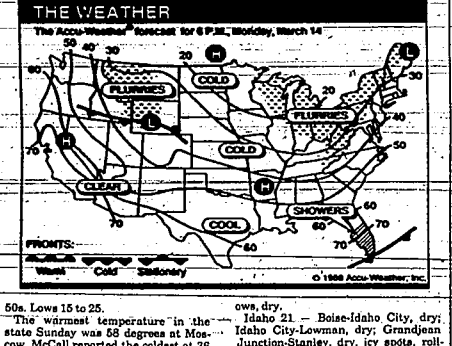 THE WEATHER
The Accu-Weather® forecast for 6 P.M., Monday, March 14
50 40 30 20 H L
60 COLD 30
FLURRIES 20
FLURRIES
L 40
70 H COLD 50
CLEAR H
SHOWERS 60
70 COOL 60 70
60 70
FRONTS:
Warm Cold Stationary
© 1988 Accu-Weather, Inc.
50s. Lows 15 to 25.
The warmest temperature in the
state Sunday was 58 degrees at Mos-
cow. McCall reported the coldest at 26
ows, dry.
Idaho 21 — Boise-Idaho City, dry;
Idaho City-Lowman, dry; Grandjean
Junction-Stanley, dry, icy spots, roll-